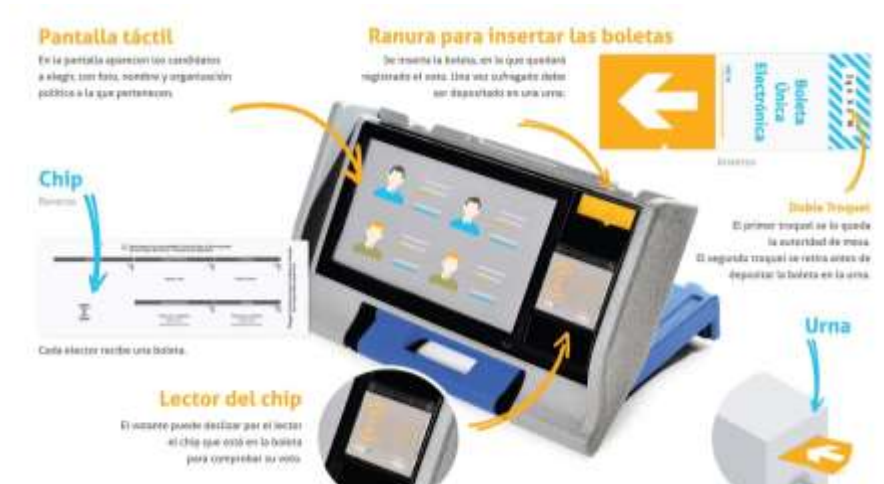 Pantalla táctil
En la pantalla aparecen los candidatos
a elegir, con foto, nombre y organización
política a la que pertenecen.
Ranura para insertar las boletas
Se inserta la boleta, en la que quedará
registrado el voto. Una vez sufragado debe
ser depositado en una urna.
Boleta
Única
Electrónica
Anverso
Doble Troquel
El primer troquel se lo queda
la autoridad de mesa.
El segundo troquel se retira antes de
depositar la boleta en la urna.
Chip
Reverso
Cada elector recibe una boleta.
Urna
Lector del chip
El votante puede deslizar por el lector
el chip que está en la boleta
para comprobar su voto.